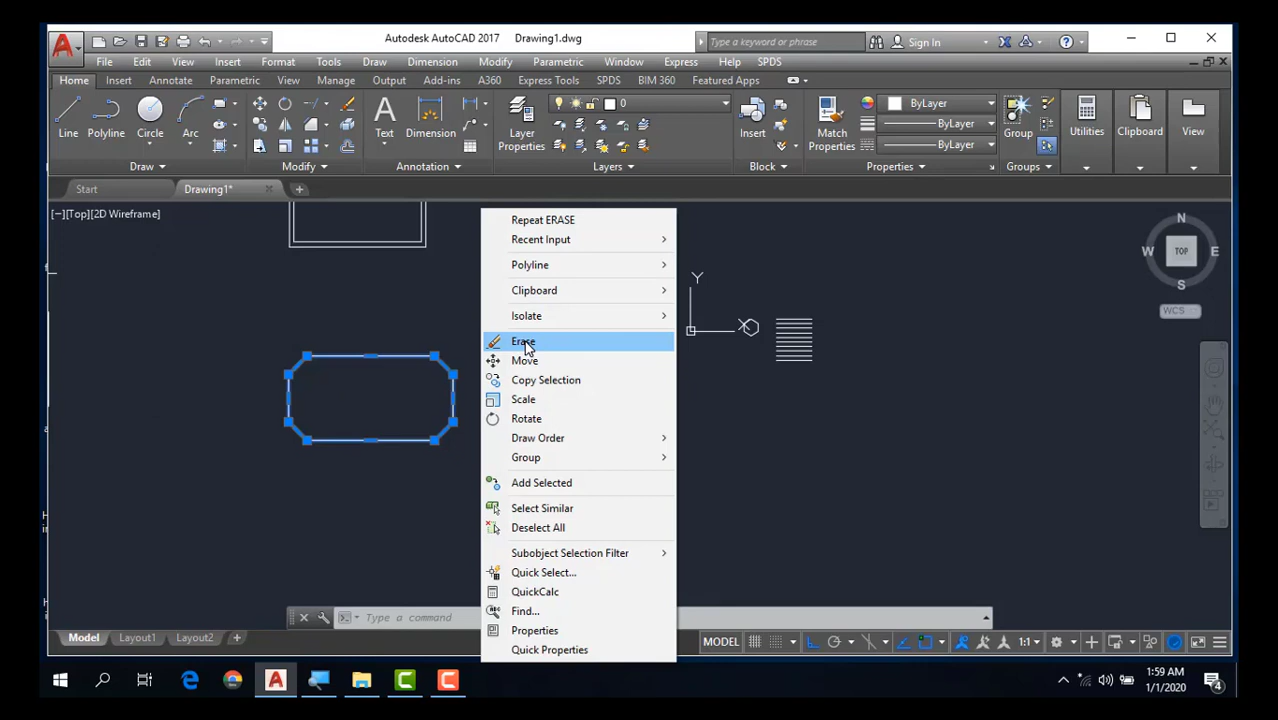 Autodesk AutoCAD 2017 Drawing1.dwg
Type a keyword or phrase
Sign In
File Edit View Insert Format Tools Draw Dimension Modify Parametric Window Express Help SPDS
Home Insert Annotate Parametric View Manage Output Add-ins A360 Express Tools SPDS BIM 360 Featured Apps
0
ByLayer
ByLayer
ByLayer
Line Polyline Circle Arc
Text Dimension
Layer Properties
Insert
Match Properties
Group
Utilities Clipboard View
Draw Modify Annotation Layers Block Properties Groups
Start Drawing1*
[−][Top][2D Wireframe]
N
W TOP E
S
WCS
Y
X
Repeat ERASE
Recent Input
Polyline
Clipboard
Isolate
Erase
Move
Copy Selection
Scale
Rotate
Draw Order
Group
Add Selected
Select Similar
Deselect All
Subobject Selection Filter
Quick Select...
QuickCalc
Find...
Properties
Quick Properties
Type a command
Model Layout1 Layout2
MODEL
1:1
1:59 AM
1/1/2020
4